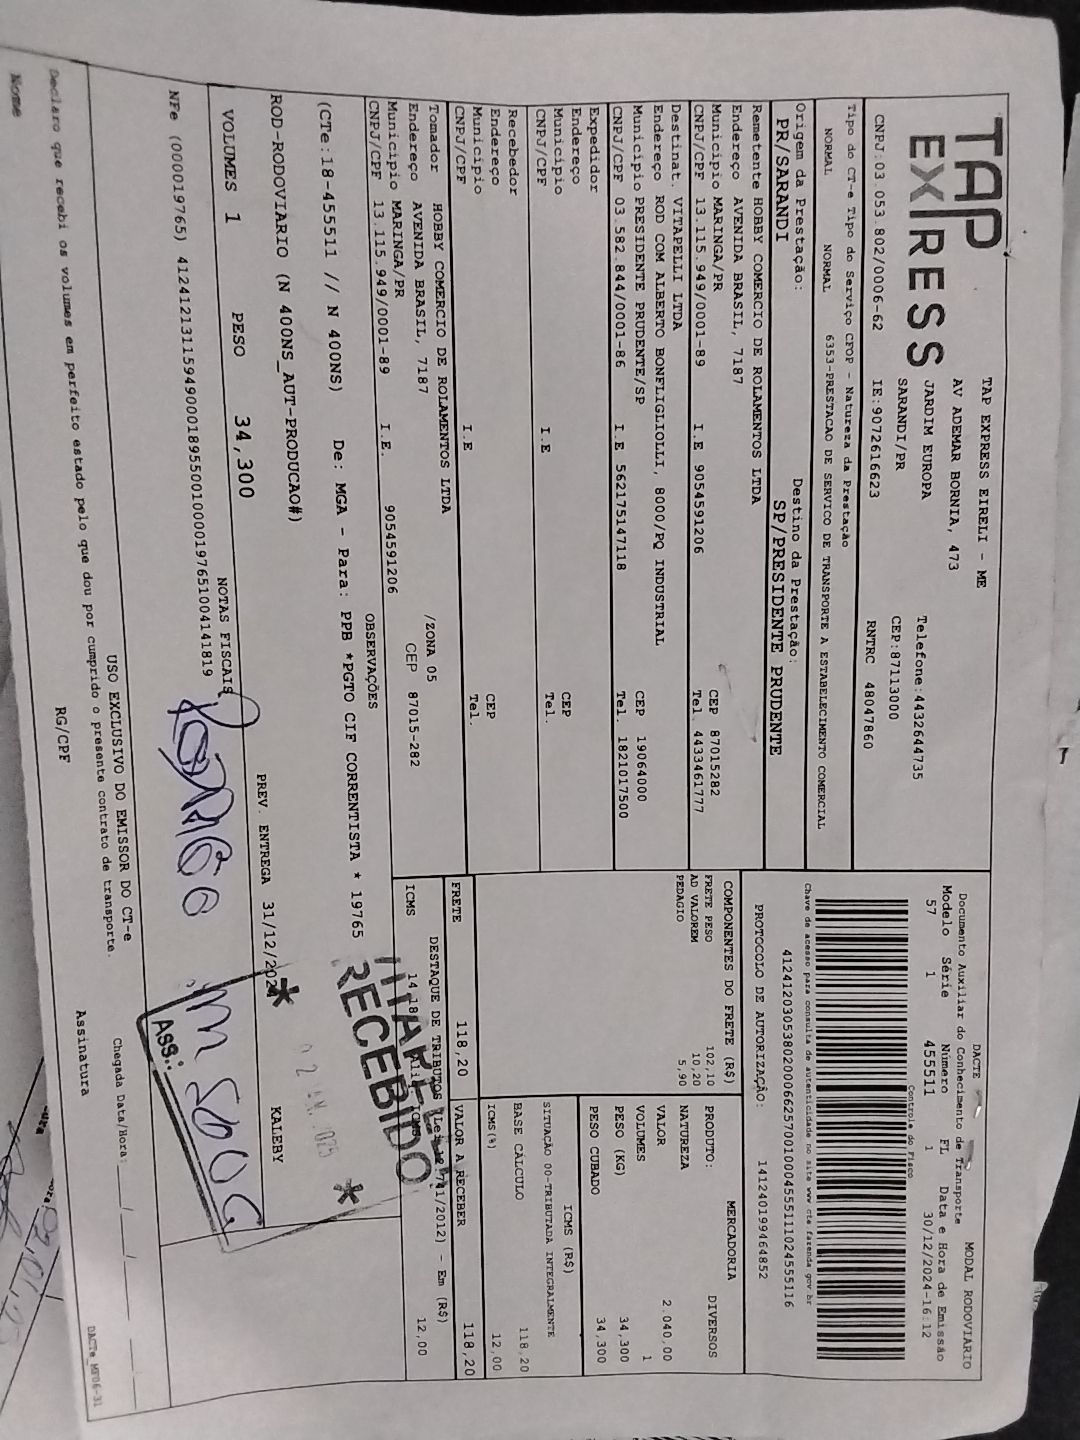 TAP
EXPRESS
TAP EXPRESS EIRELI - ME
AV ADEMAR BORNIA, 473
JARDIM EUROPA
Telefone:4432644735
SARANDI/PR
CEP:87113000
CNPJ:03.053.802/0006-62
IE:9072616623
RNTRC 48047860
DACTE
MODAL RODOVIARIO
Documento Auxiliar do Conhecimento de Transporte
Modelo Série Número FL Data e Hora de Emissão
57 1 455511 1 30/12/2024-16:12
Controle do Fisco
Chave de acesso para consulta de autenticidade no site www.cte.fazenda.gov.br
41241203053802000662570010004555111024555116
PROTOCOLO DE AUTORIZAÇÃO: 141240199464852
Tipo do CT-e Tipo do Serviço CFOP - Natureza da Prestação
NORMAL NORMAL 6353-PRESTACAO DE SERVICO DE TRANSPORTE A ESTABELECIMENTO COMERCIAL
Origem da Prestação: Destino da Prestação:
PR/SARANDI SP/PRESIDENTE PRUDENTE
Remetente HOBBY COMERCIO DE ROLAMENTOS LTDA
Endereço AVENIDA BRASIL, 7187
Município MARINGA/PR CEP 87015282
CNPJ/CPF 13.115.949/0001-89 I.E 9054591206 Tel. 4433461777
Destinat. VITAPELLI LTDA
Endereço ROD COM ALBERTO BONFLIGLIOLLI, 8000/PQ INDUSTRIAL
Município PRESIDENTE PRUDENTE/SP CEP 19064000
CNPJ/CPF 03.582.844/0001-86 I.E 562175147118 Tel. 1821017500
Expedidor
Endereço
Município CEP
CNPJ/CPF I.E Tel.
Recebedor
Endereço
Município CEP
CNPJ/CPF I.E Tel.
Tomador HOBBY COMERCIO DE ROLAMENTOS LTDA
Endereço AVENIDA BRASIL, 7187 /ZONA 05
Município MARINGA/PR CEP 87015-282
CNPJ/CPF 13.115.949/0001-89 I.E. 9054591206
COMPONENTES DO FRETE (R$)
FRETE PESO 102,10
AD VALOREM 10,20
PEDAGIO 5,90
FRETE 118,20
MERCADORIA
PRODUTO: DIVERSOS
NATUREZA
VALOR 2.040,00
VOLUMES 1
PESO (KG) 34,300
PESO CUBADO 34,300
ICMS (R$)
SITUAÇÃO 00-TRIBUTADA INTEGRALMENTE
BASE CÁLCULO 118,20
ICMS(%) 12,00
VALOR A RECEBER 118,20
DESTAQUE DE TRIBUTOS 741/2012) - Em (R$)
ICMS 12,00
OBSERVAÇÕES
(CTe:18-455511 // N 400NS) De: MGA - Para: PPB *PGTO CIF CORRENTISTA * 19765
ROD-RODOVIARIO (N 400NS_AUT-PRODUCAO#)
RECEBIDO
ASS.:
VOLUMES 1 PESO 34,300 PREV. ENTREGA 31/12/2024 KALEBY
NOTAS FISCAIS
NFe (000019765) 41241213115949000189550010000197651004141819
USO EXCLUSIVO DO EMISSOR DO CT-e
Declaro que recebi os volumes em perfeito estado pelo que dou por cumprido o presente contrato de transporte.
Chegada Data/Hora: __/__/__
Nome RG/CPF Assinatura
DACTe_MF06-31